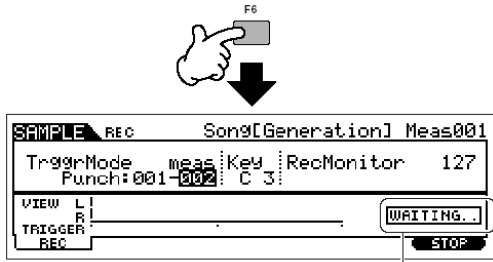 F6
SAMPLE REC Song[Generation] Meas001
TrggrMode meas Key RecMonitor 127
Punch:001-002 C 3
VIEW L
R
TRIGGER
REC
WAITING..
STOP